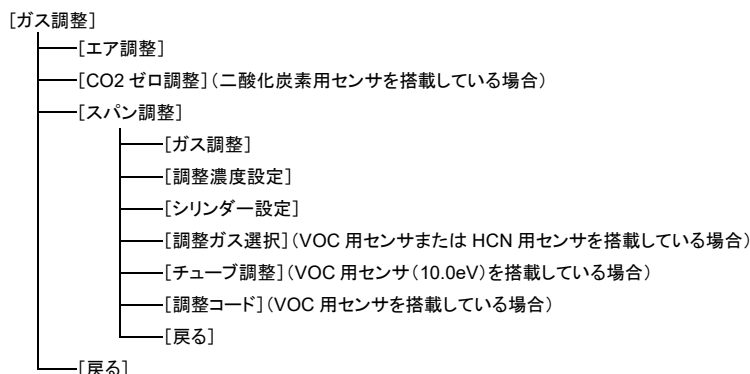 ［ガス調整］
［エア調整］
［CO2 ゼロ調整］（二酸化炭素用センサを搭載している場合）
［スパン調整］
［ガス調整］
［調整濃度設定］
［シリンダー設定］
［調整ガス選択］（VOC 用センサまたは HCN 用センサを搭載している場合）
［チューブ調整］（VOC 用センサ（10.0eV）を搭載している場合）
［調整コード］（VOC 用センサを搭載している場合）
［戻る］
［戻る］